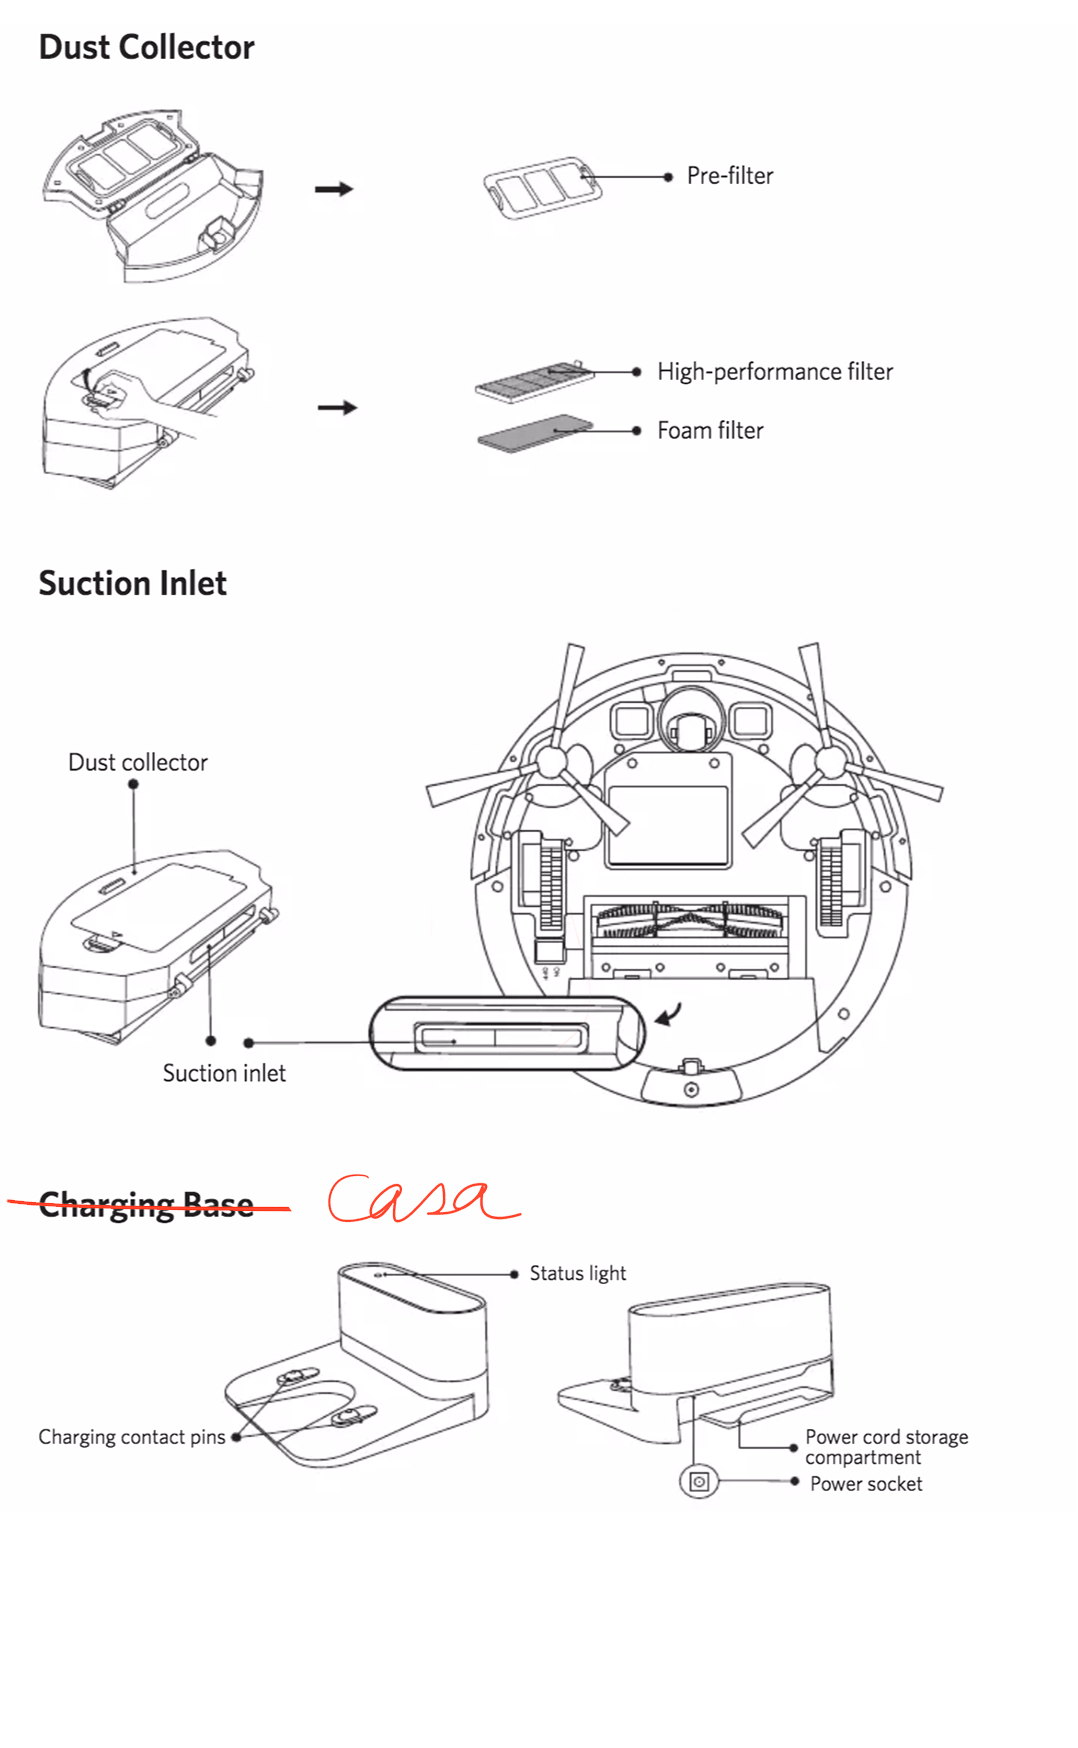 Dust Collector
Pre-filter
High-performance filter
Foam filter
Suction Inlet
Dust collector
Suction inlet
Charging Base Casa
Status light
Charging contact pins
Power cord storage
compartment
Power socket